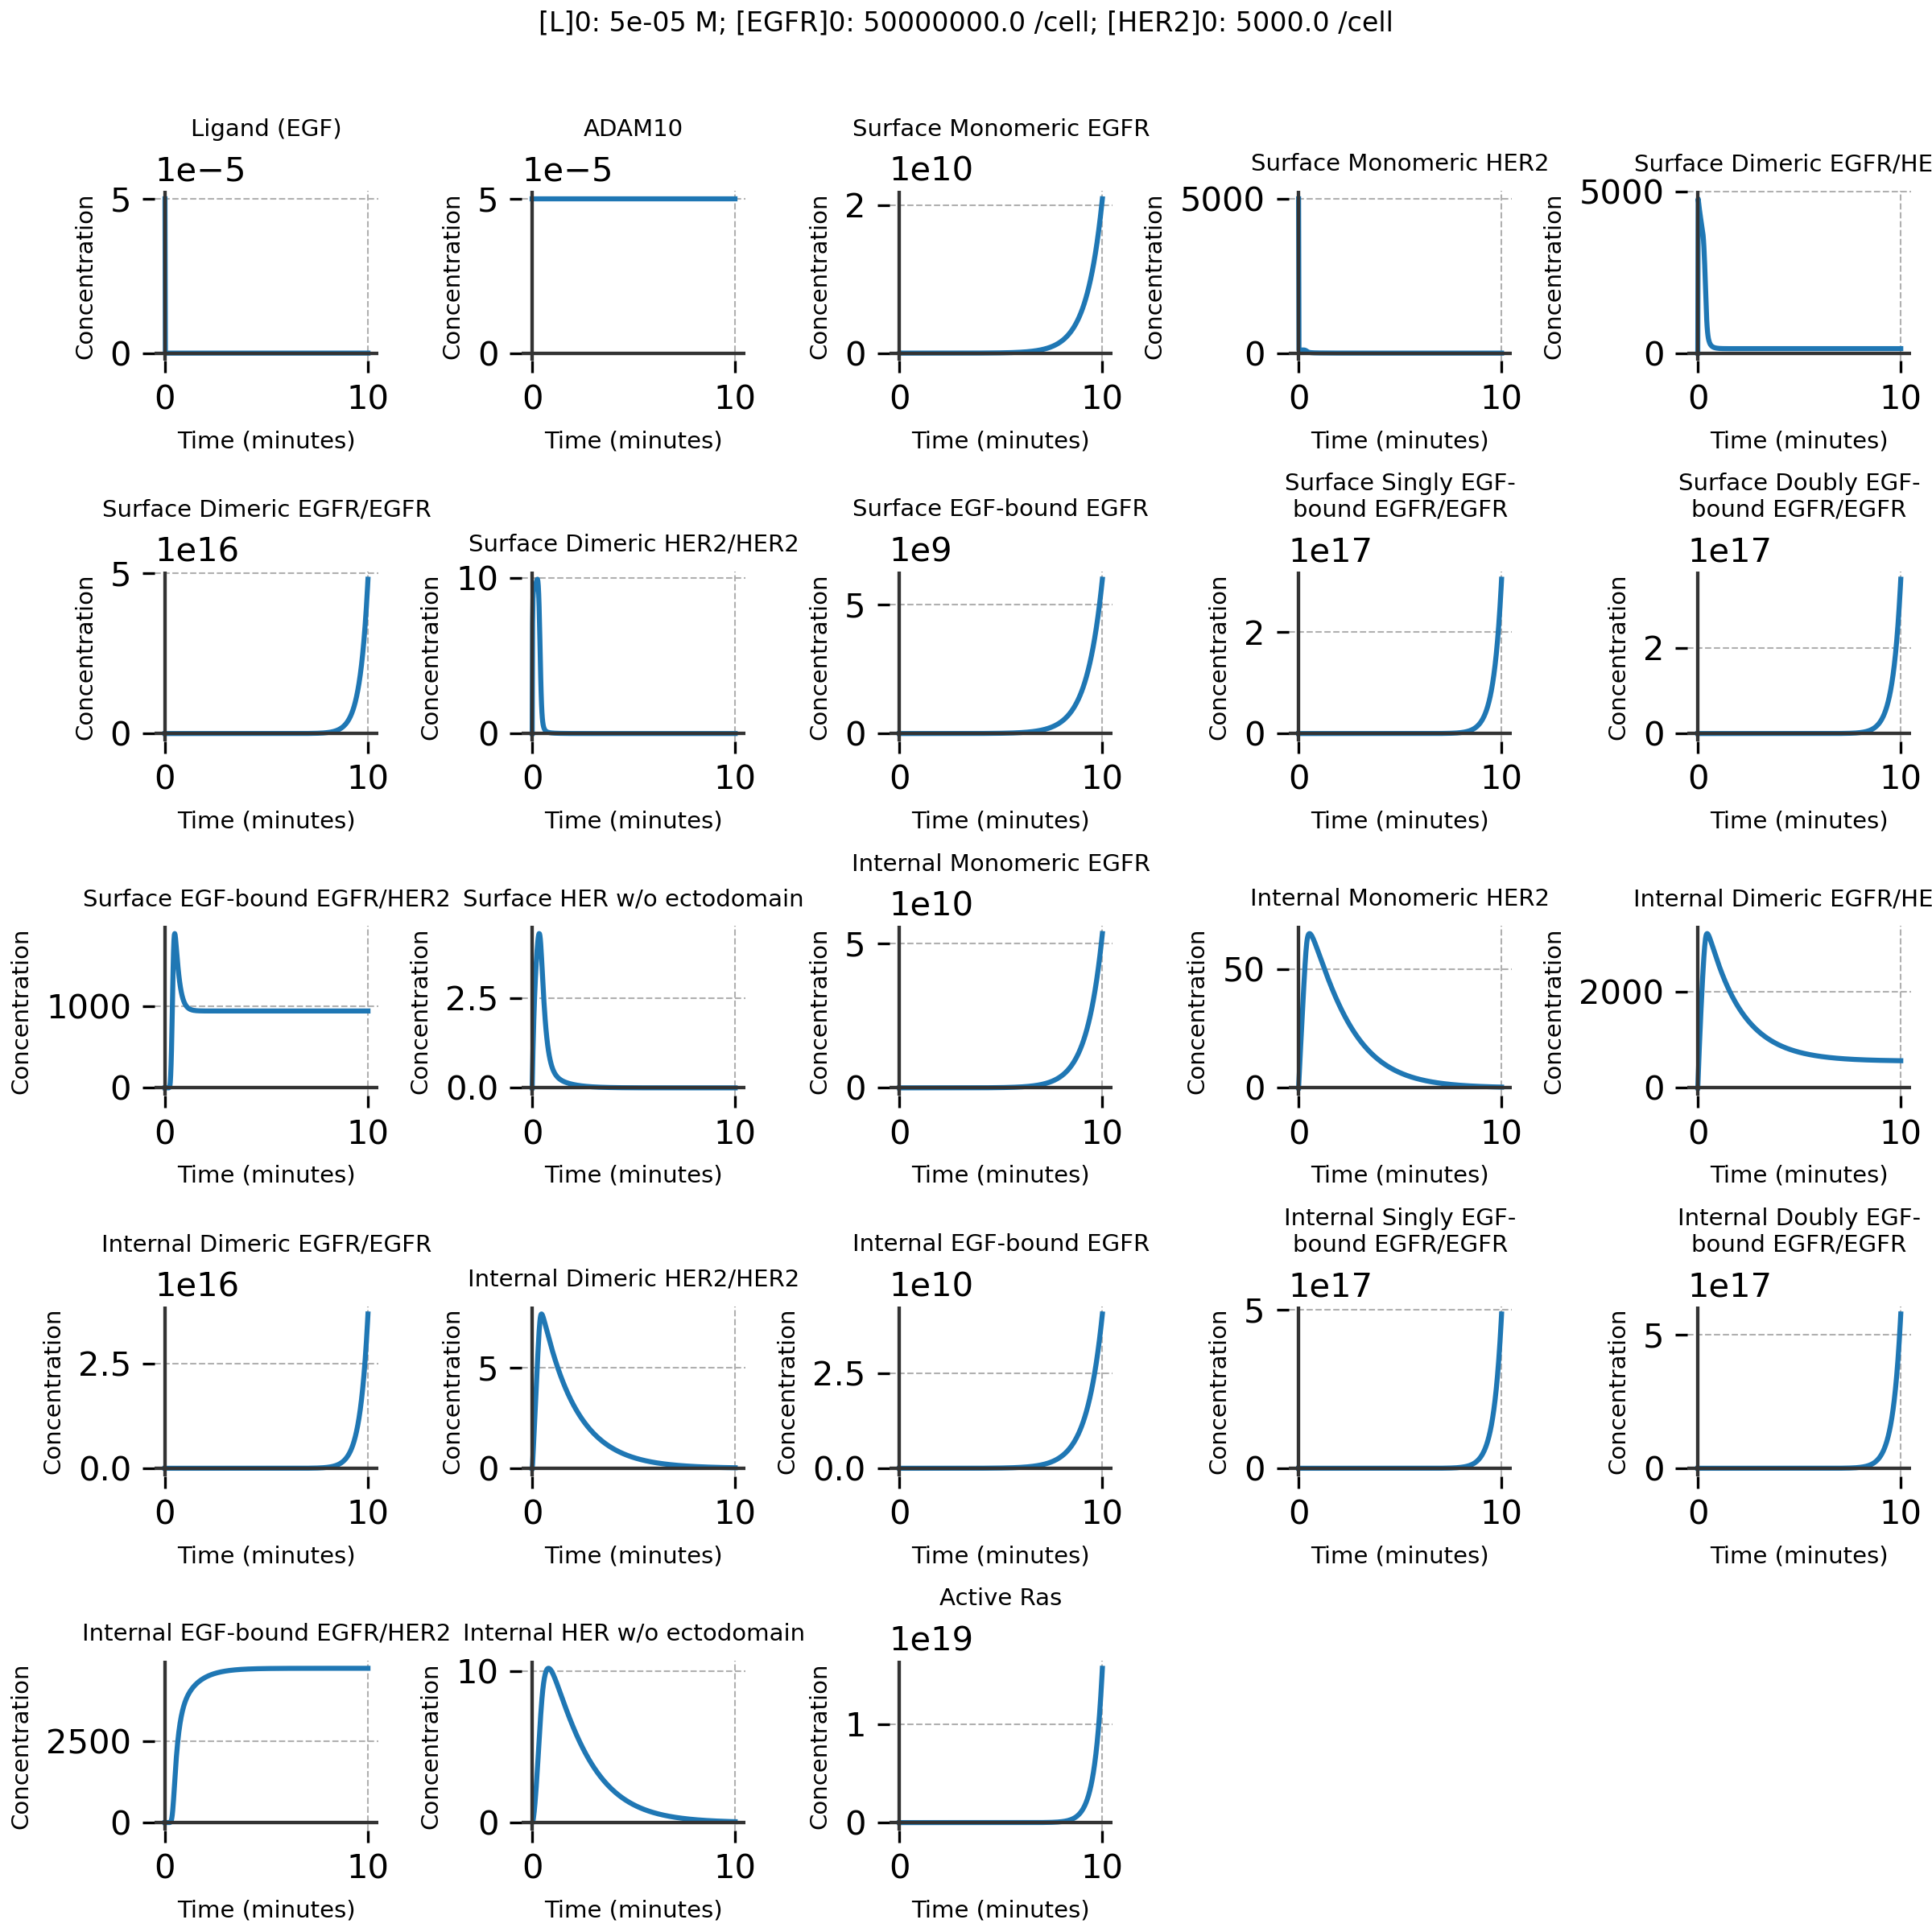 [L]0: 5e-05 M; [EGFR]0: 50000000.0 /cell; [HER2]0: 5000.0 /cell
Ligand (EGF)
1e−5
5
0
Concentration
0
10
Time (minutes)
ADAM10
1e−5
5
0
Concentration
0
10
Time (minutes)
Surface Monomeric EGFR
1e10
2
0
Concentration
0
10
Time (minutes)
Surface Monomeric HER2
5000
0
Concentration
0
10
Time (minutes)
Surface Dimeric EGFR/HE
5000
0
Concentration
0
10
Time (minutes)
Surface Dimeric EGFR/EGFR
1e16
5
0
Concentration
0
10
Time (minutes)
Surface Dimeric HER2/HER2
10
0
Concentration
0
10
Time (minutes)
Surface EGF-bound EGFR
1e9
5
0
Concentration
0
10
Time (minutes)
Surface Singly EGF-
bound EGFR/EGFR
1e17
2
0
Concentration
0
10
Time (minutes)
Surface Doubly EGF-
bound EGFR/EGFR
1e17
2
0
Concentration
0
10
Time (minutes)
Surface EGF-bound EGFR/HER2
1000
0
Concentration
0
10
Time (minutes)
Surface HER w/o ectodomain
2.5
0.0
Concentration
0
10
Time (minutes)
Internal Monomeric EGFR
1e10
5
0
Concentration
0
10
Time (minutes)
Internal Monomeric HER2
50
0
Concentration
0
10
Time (minutes)
Internal Dimeric EGFR/HE
2000
0
Concentration
0
10
Time (minutes)
Internal Dimeric EGFR/EGFR
1e16
2.5
0.0
Concentration
0
10
Time (minutes)
Internal Dimeric HER2/HER2
5
0
Concentration
0
10
Time (minutes)
Internal EGF-bound EGFR
1e10
2.5
0.0
Concentration
0
10
Time (minutes)
Internal Singly EGF-
bound EGFR/EGFR
1e17
5
0
Concentration
0
10
Time (minutes)
Internal Doubly EGF-
bound EGFR/EGFR
1e17
5
0
Concentration
0
10
Time (minutes)
Internal EGF-bound EGFR/HER2
2500
0
Concentration
0
10
Time (minutes)
Internal HER w/o ectodomain
10
0
Concentration
0
10
Time (minutes)
Active Ras
1e19
1
0
Concentration
0
10
Time (minutes)